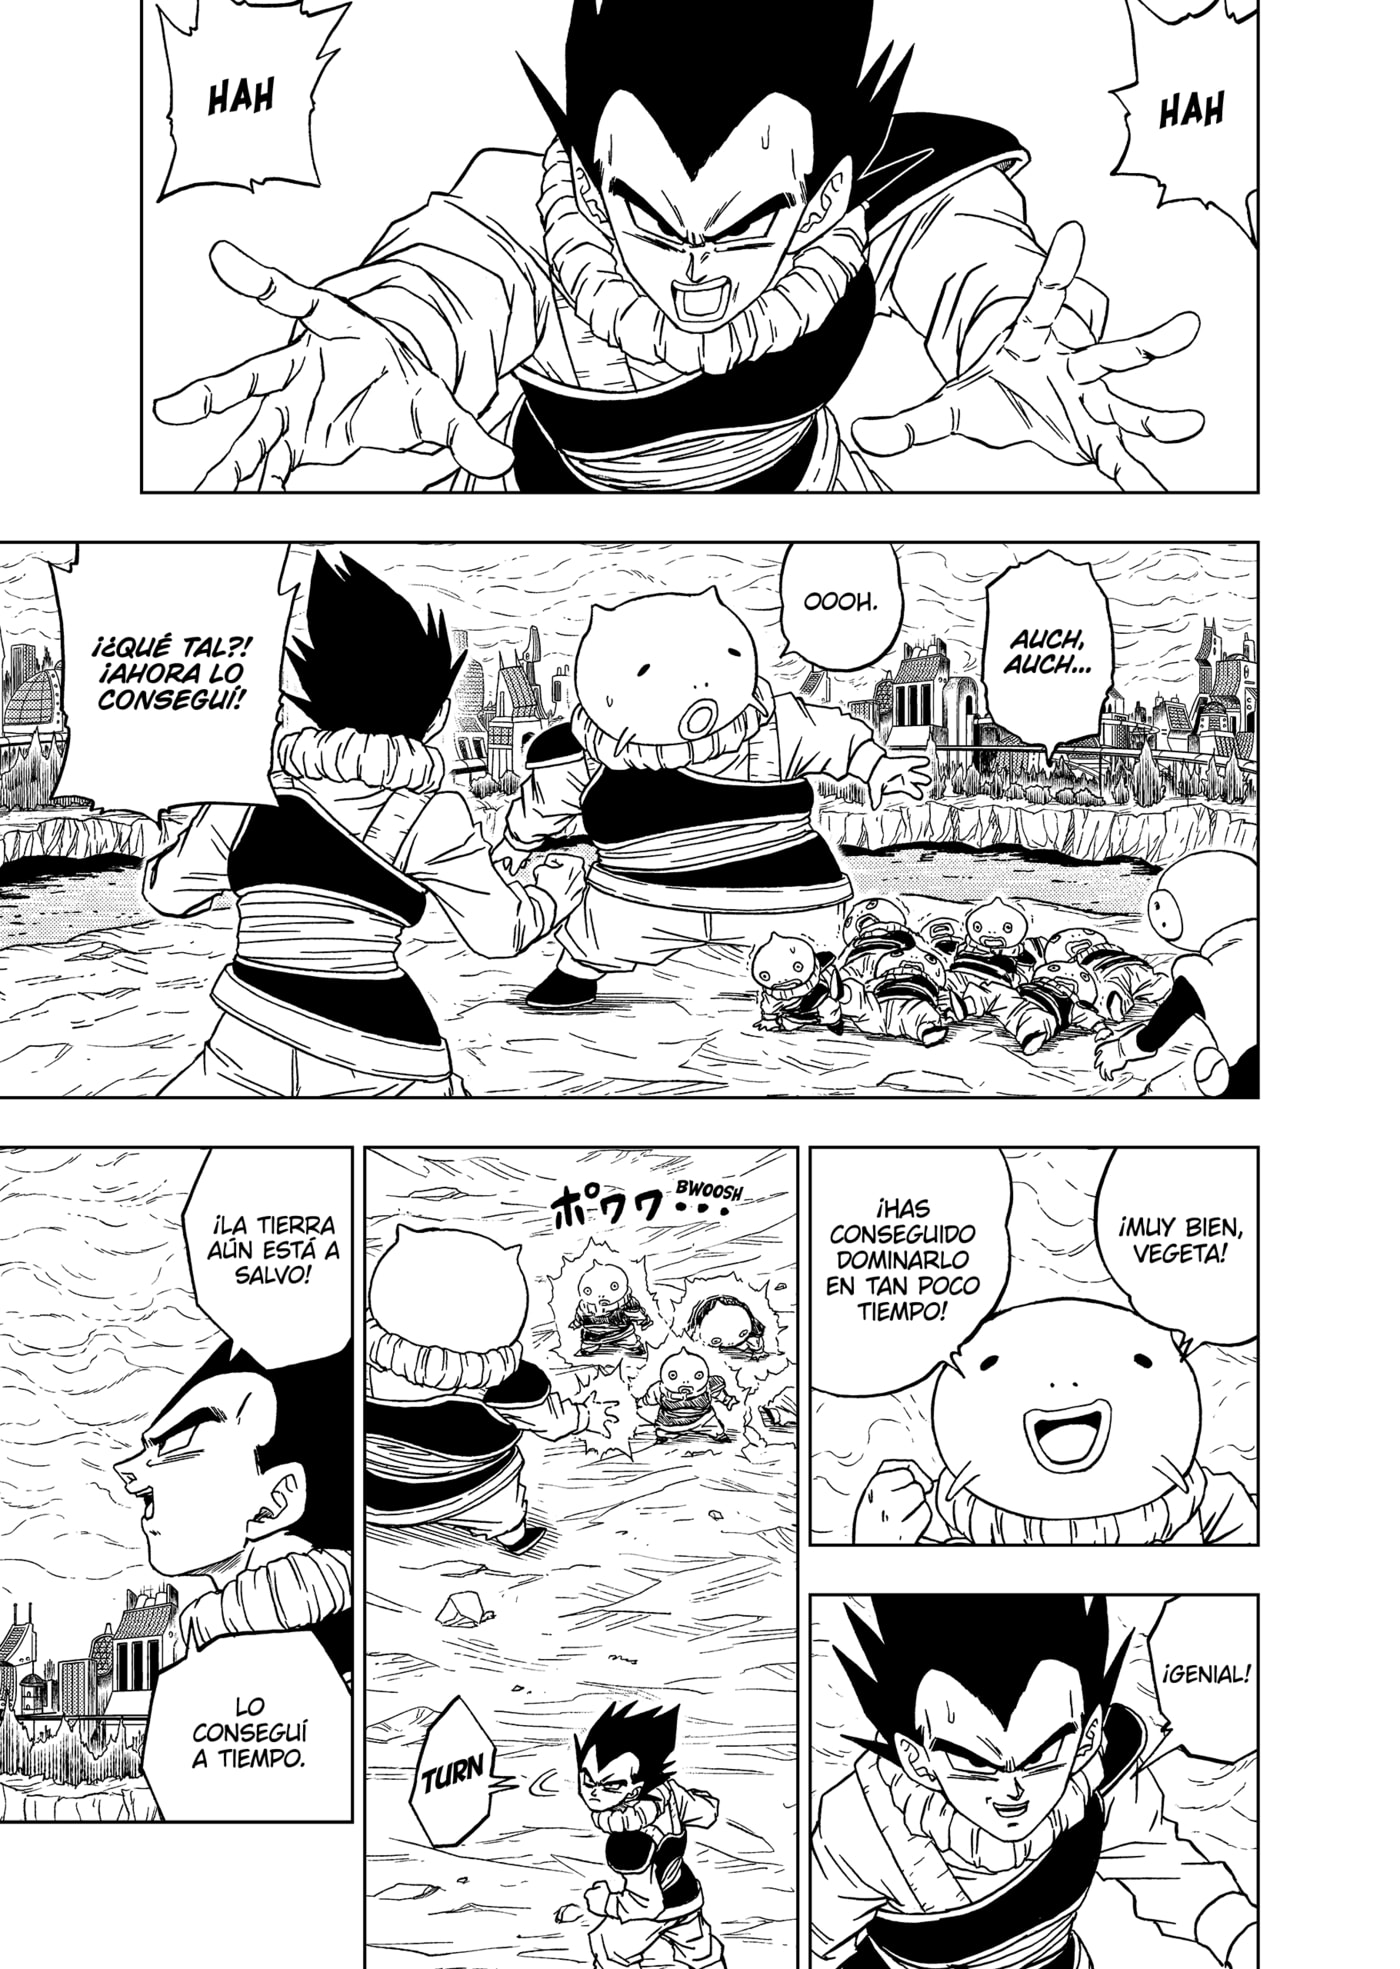 HAH
HAH
AUCH,
AUCH...
OOOH.
¡¿QUÉ TAL?!
¡AHORA LO
CONSEGUÍ!
¡MUY BIEN,
VEGETA!
¡HAS
CONSEGUIDO
DOMINARLO
EN TAN POCO
TIEMPO!
¡GENIAL!
ポワワ...
BWOOSH
TURN
¡LA TIERRA
AÚN ESTÁ A
SALVO!
LO
CONSEGUÍ
A TIEMPO.